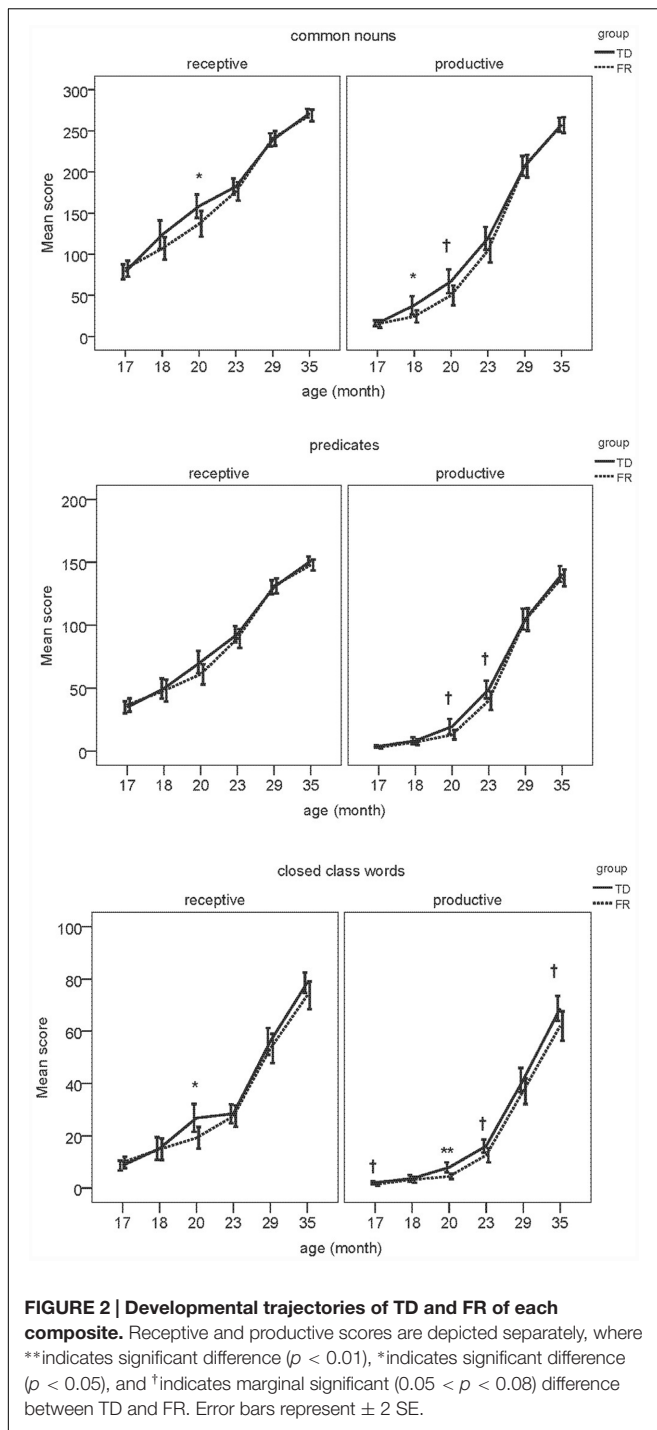 common nouns
group
TD
FR
receptive
productive
Mean score
300
250
200
150
100
50
0
*
*
†
17 18 20 23 29 35
17 18 20 23 29 35
age (month)
age (month)
predicates
group
TD
FR
receptive
productive
Mean score
200
150
100
50
0
†
†
17 18 20 23 29 35
17 18 20 23 29 35
age (month)
age (month)
closed class words
group
TD
FR
receptive
productive
Mean score
100
80
60
40
20
0
*
†
**
†
†
17 18 20 23 29 35
17 18 20 23 29 35
age (month)
age (month)
FIGURE 2 | Developmental trajectories of TD and FR of each
composite. Receptive and productive scores are depicted separately, where
**indicates significant difference (p < 0.01), *indicates significant difference
(p < 0.05), and †indicates marginal significant (0.05 < p < 0.08) difference
between TD and FR. Error bars represent ± 2 SE.